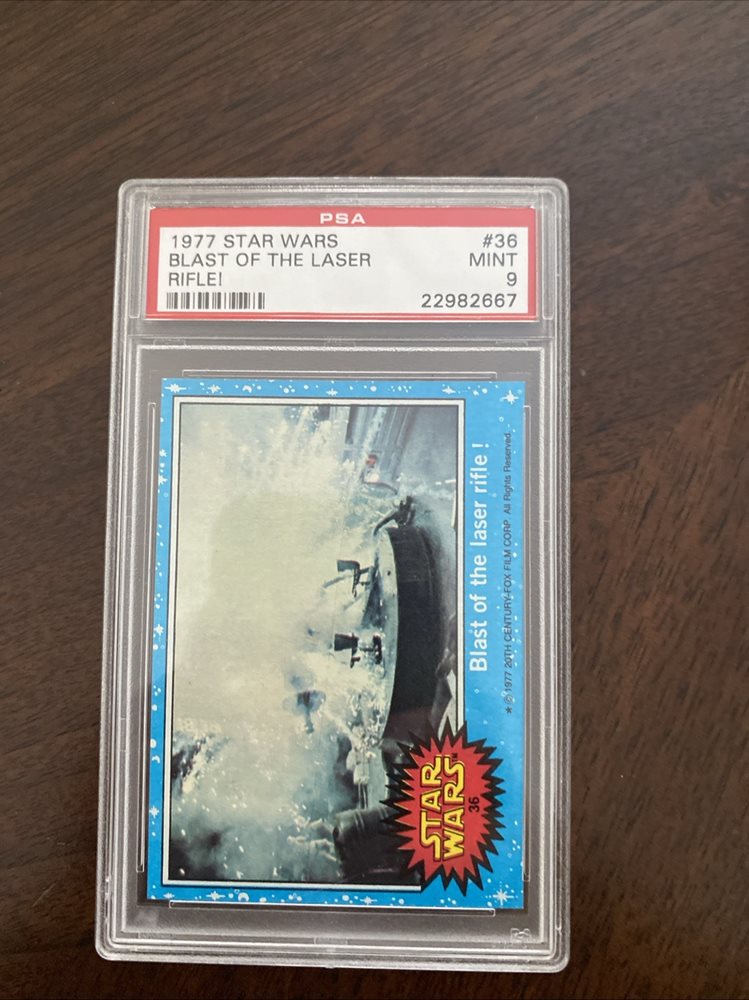 PSA
1977 STAR WARS #36
BLAST OF THE LASER MINT
RIFLE! 9
22982667
Blast of the laser rifle !
★ © 1977 20TH CENTURY-FOX FILM CORP. All Rights Reserved.
STAR
WARS™
36